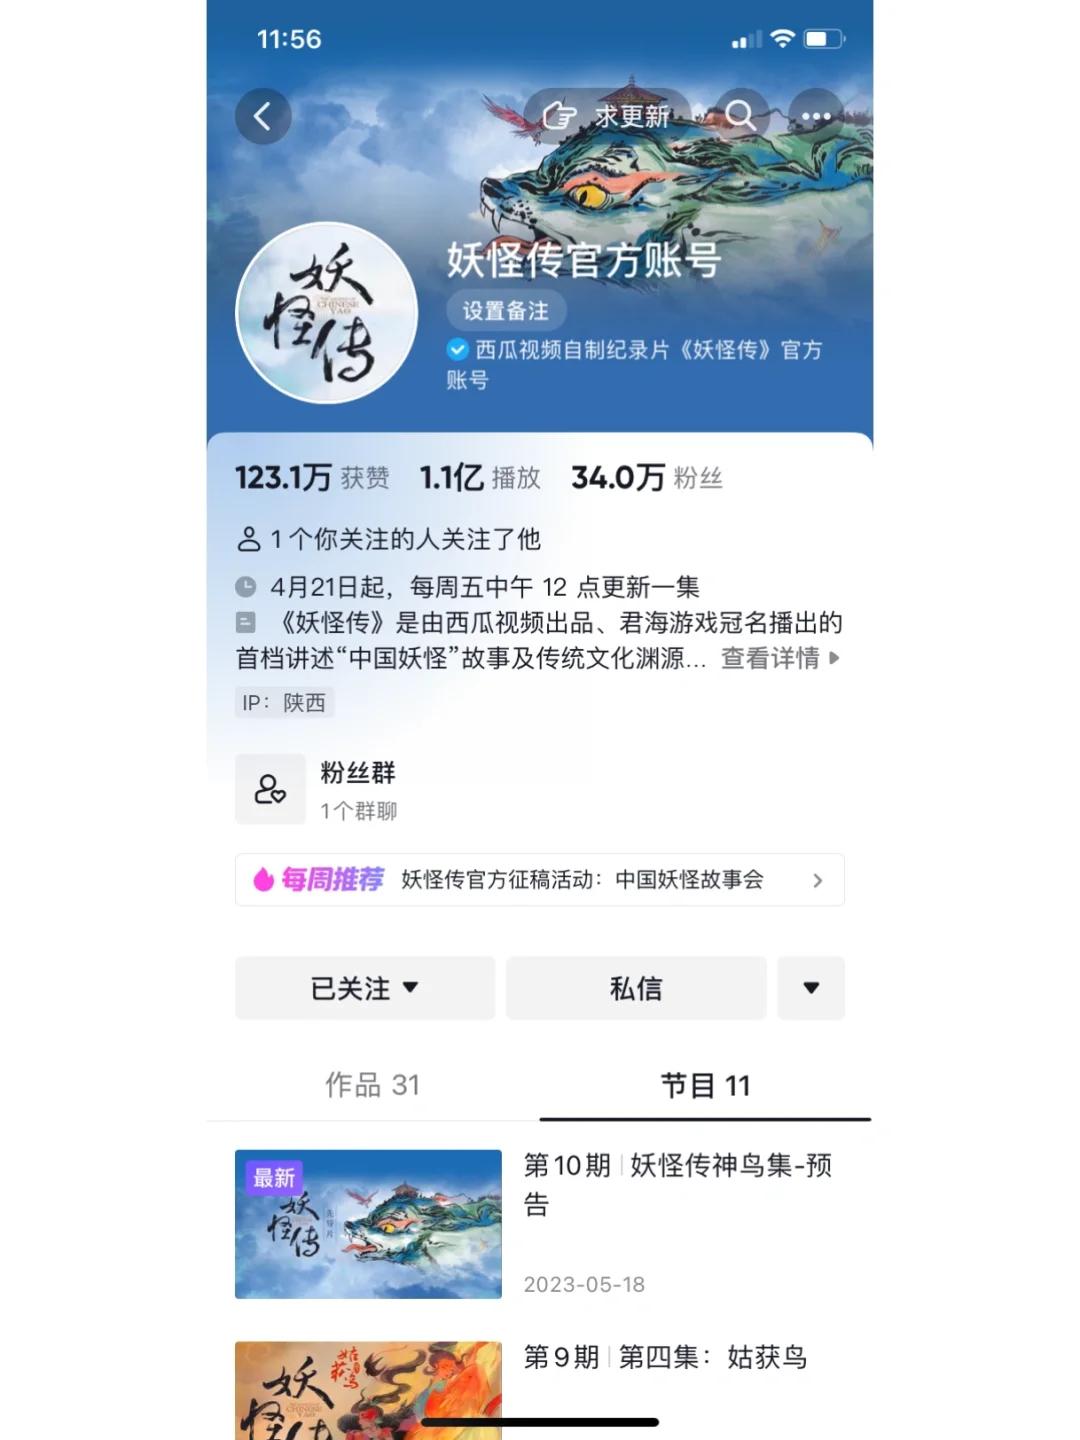 11:56
求更新
妖怪传
CHINESE
YAO
妖怪传官方账号
设置备注
西瓜视频自制纪录片《妖怪传》官方
账号
123.1万 获赞 1.1亿 播放 34.0万 粉丝
1个你关注的人关注了他
4月21日起，每周五中午 12 点更新一集
《妖怪传》是由西瓜视频出品、君海游戏冠名播出的
首档讲述“中国妖怪”故事及传统文化渊源... 查看详情
IP：陕西
粉丝群
1个群聊
每周推荐 妖怪传官方征稿活动：中国妖怪故事会
已关注 私信
作品 31 节目 11
最新
妖怪传
先导片
第10期 妖怪传神鸟集-预
告
2023-05-18
第9期 第四集：姑获鸟
姑获鸟
妖怪传
CHINESE
YAO